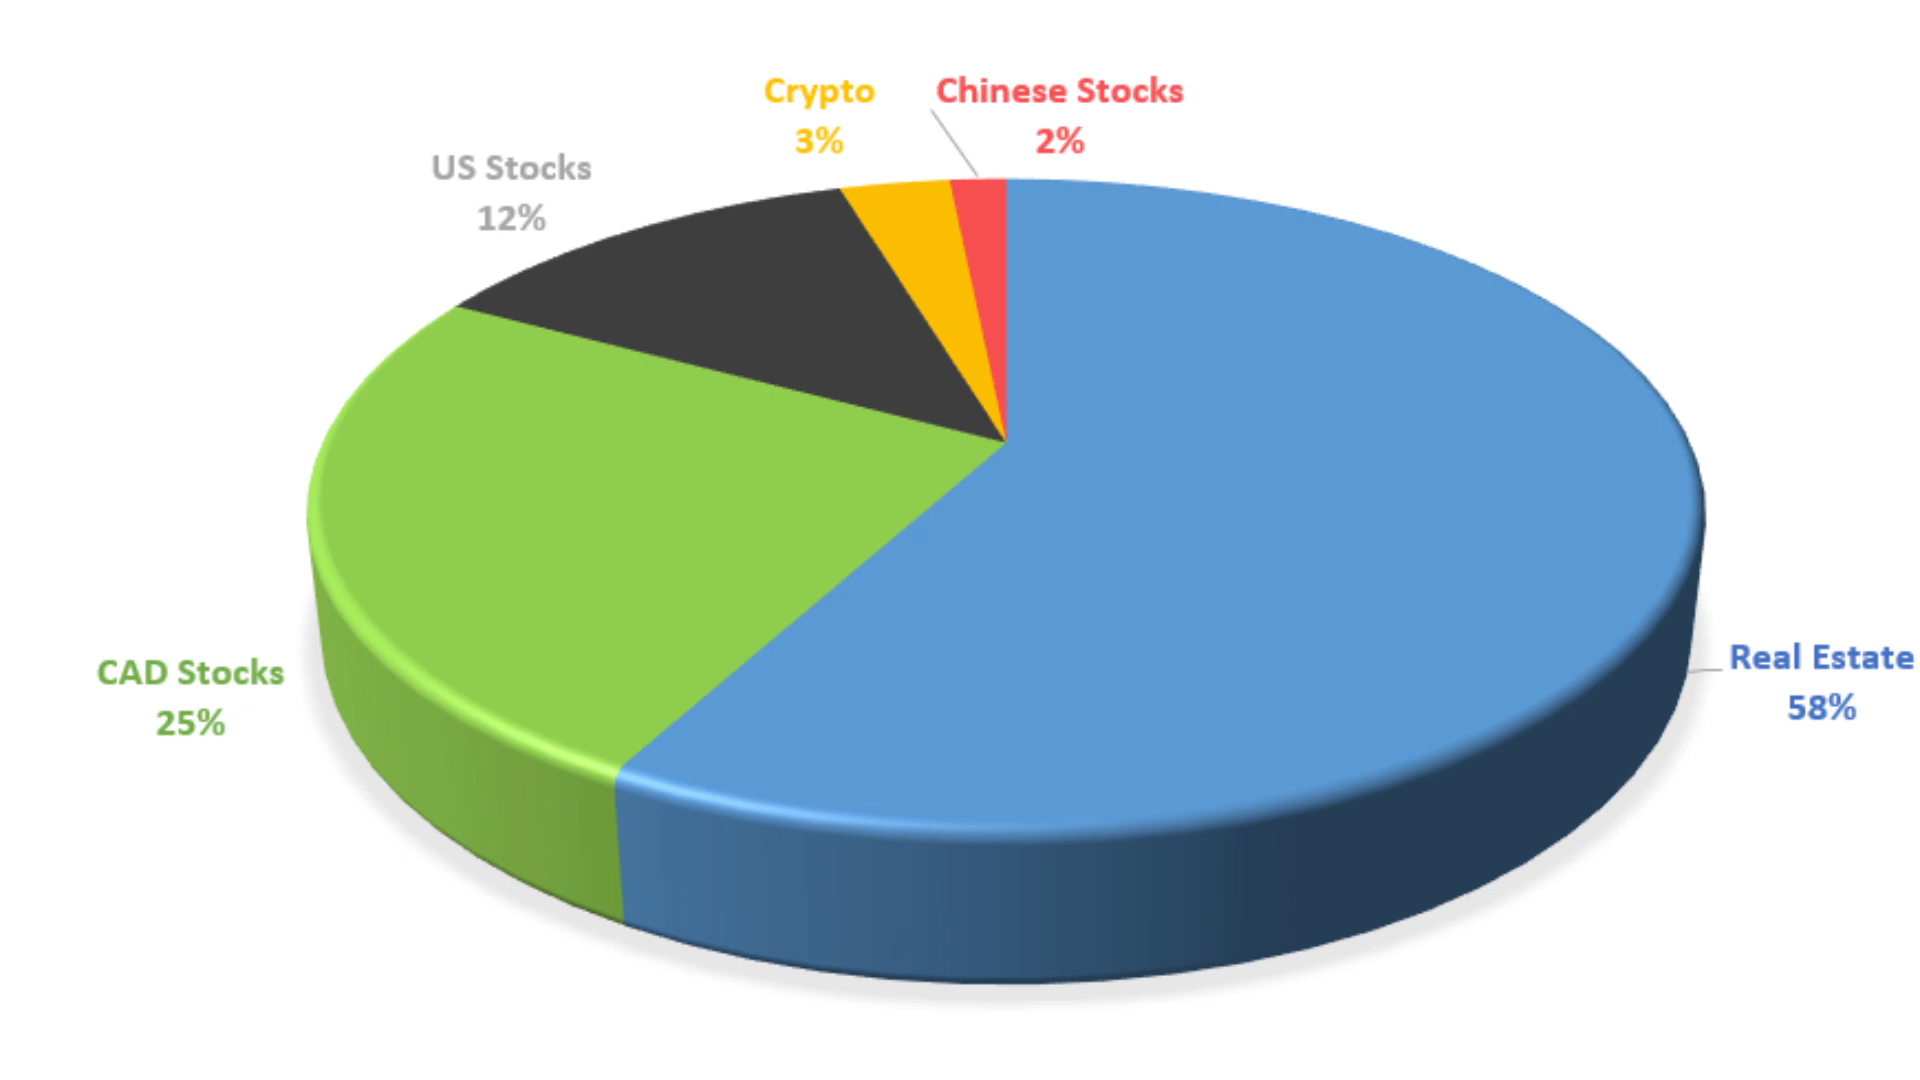 Crypto
3%
Chinese Stocks
2%
US Stocks
12%
CAD Stocks
25%
Real Estate
58%